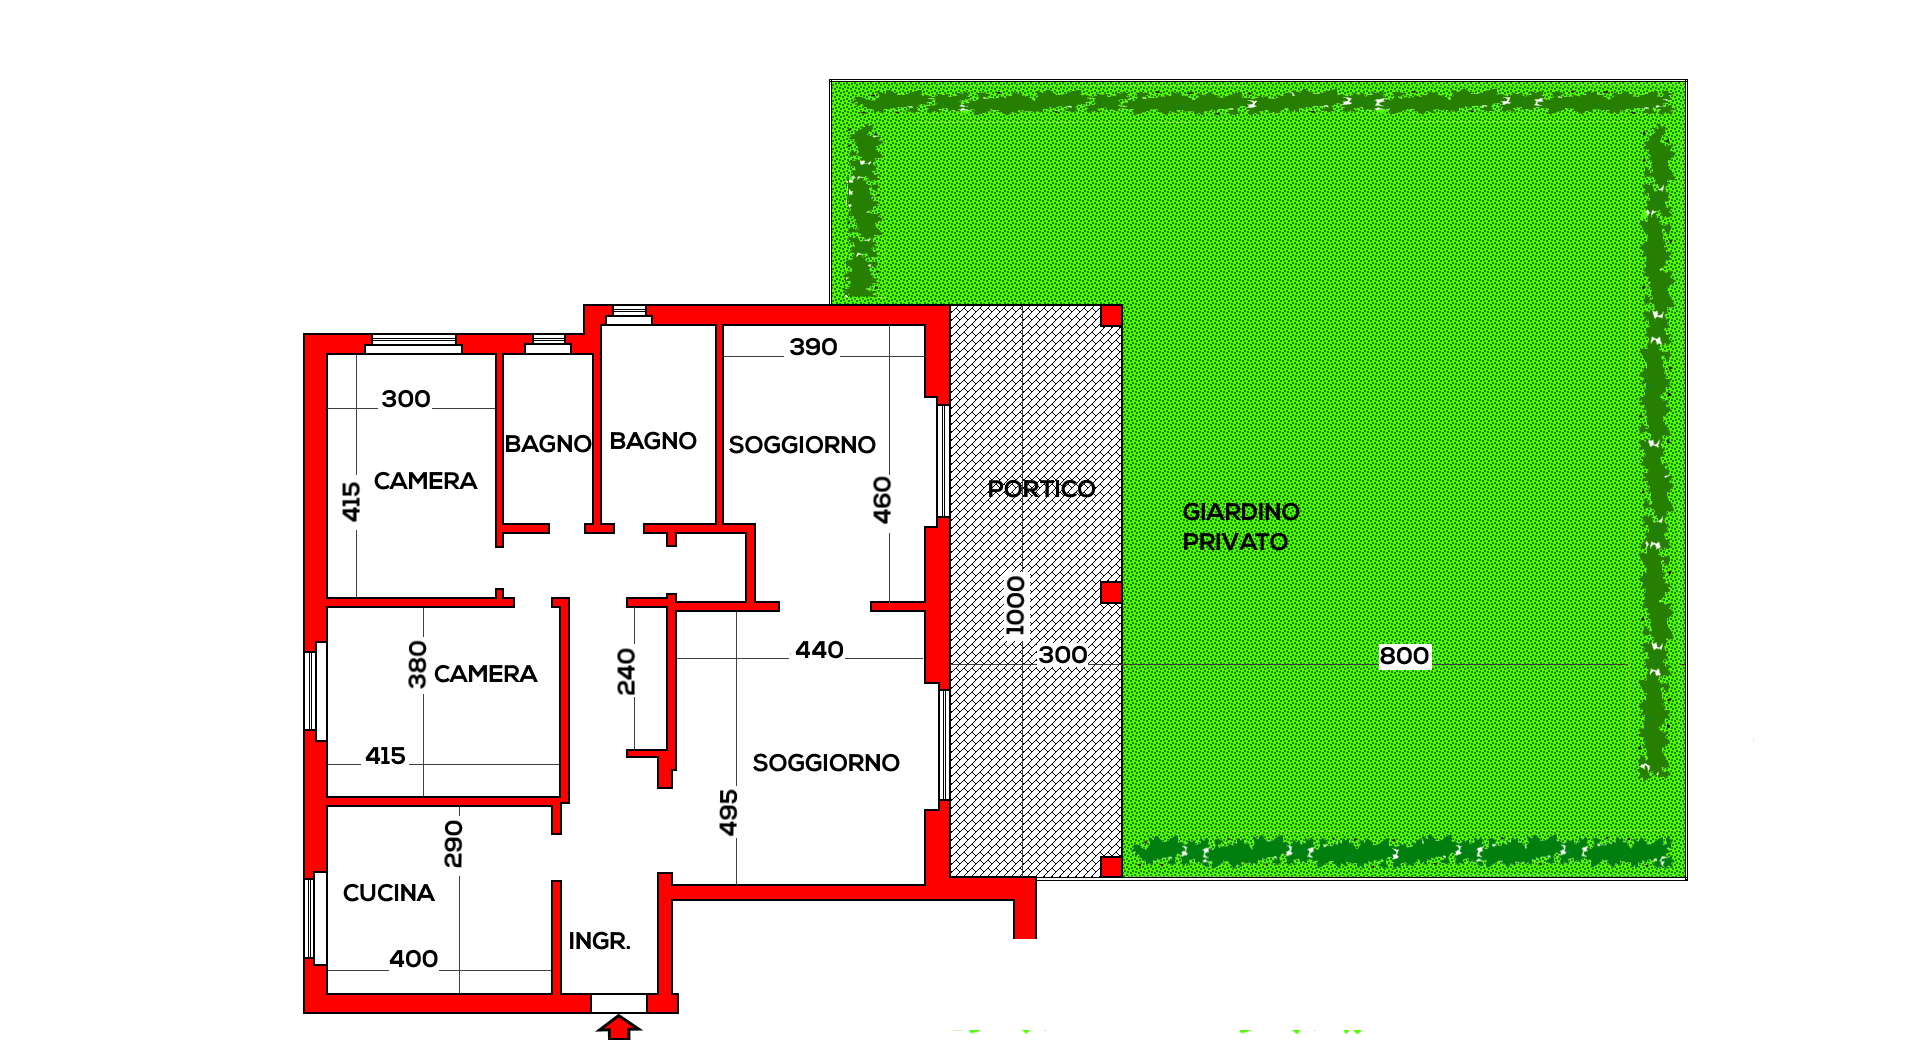 390
300
BAGNO
BAGNO
SOGGIORNO
CAMERA
415
460
PORTICO
GIARDINO
PRIVATO
1000
300
800
440
380
CAMERA
240
415
SOGGIORNO
495
290
CUCINA
400
INGR.